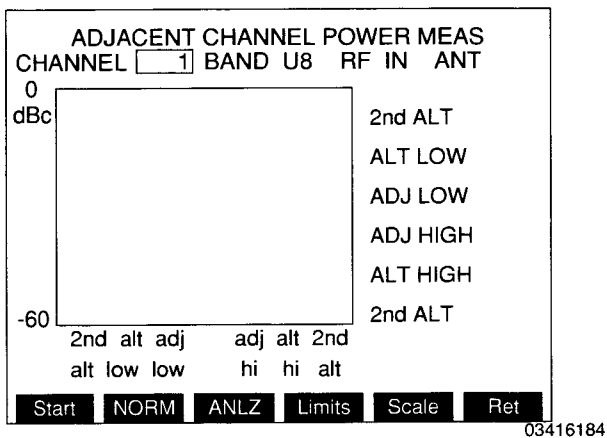 ADJACENT CHANNEL POWER MEAS
CHANNEL 1 BAND U8 RF IN ANT
0
dBc
2nd ALT
ALT LOW
ADJ LOW
ADJ HIGH
ALT HIGH
2nd ALT
-60
2nd alt adj adj alt 2nd
alt low low hi hi alt
Start NORM ANLZ Limits Scale Ret
03416184